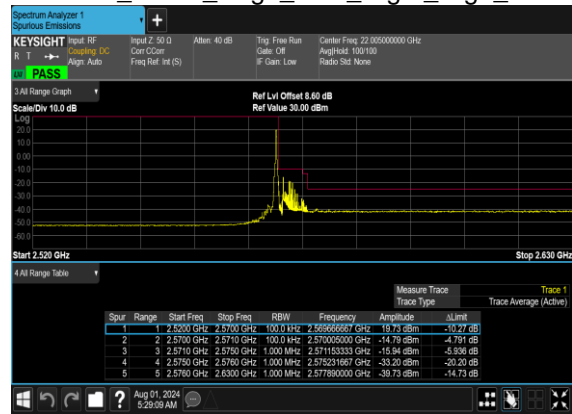 Spectrum Analyzer 1
Spurious Emissions
KEYSIGHT Input: RF Input Z: 50 Ω Atten: 40 dB Trig: Free Run Center Freq: 22.005000000 GHz
R T Coupling: DC Corr CCorr Gate: Off Avg|Hold: 100/100
Align: Auto Freq Ref: Int (S) IF Gain: Low Radio Std: None
PASS
3 All Range Graph
Ref Lvl Offset 8.60 dB
Scale/Div 10.0 dB Ref Value 30.00 dBm
Log
20.0
10.0
0.00
-10.0
-20.0
-30.0
-40.0
-50.0
-60.0
Start 2.520 GHz Stop 2.630 GHz
4 All Range Table
Measure Trace Trace 1
Trace Type Trace Average (Active)
Spur Range Start Freq Stop Freq RBW Frequency Amplitude ΔLimit
1 1 2.5200 GHz 2.5700 GHz 100.0 kHz 2.569666667 GHz 19.73 dBm -10.27 dB
2 2 2.5700 GHz 2.5710 GHz 100.0 kHz 2.570005000 GHz -14.79 dBm -4.791 dB
3 3 2.5710 GHz 2.5750 GHz 1.000 MHz 2.571153333 GHz -15.94 dBm -5.936 dB
4 4 2.5750 GHz 2.5760 GHz 1.000 MHz 2.575231667 GHz -33.20 dBm -20.20 dB
5 5 2.5760 GHz 2.6300 GHz 1.000 MHz 2.577890000 GHz -39.73 dBm -14.73 dB
Aug 01, 2024
5:29:09 AM